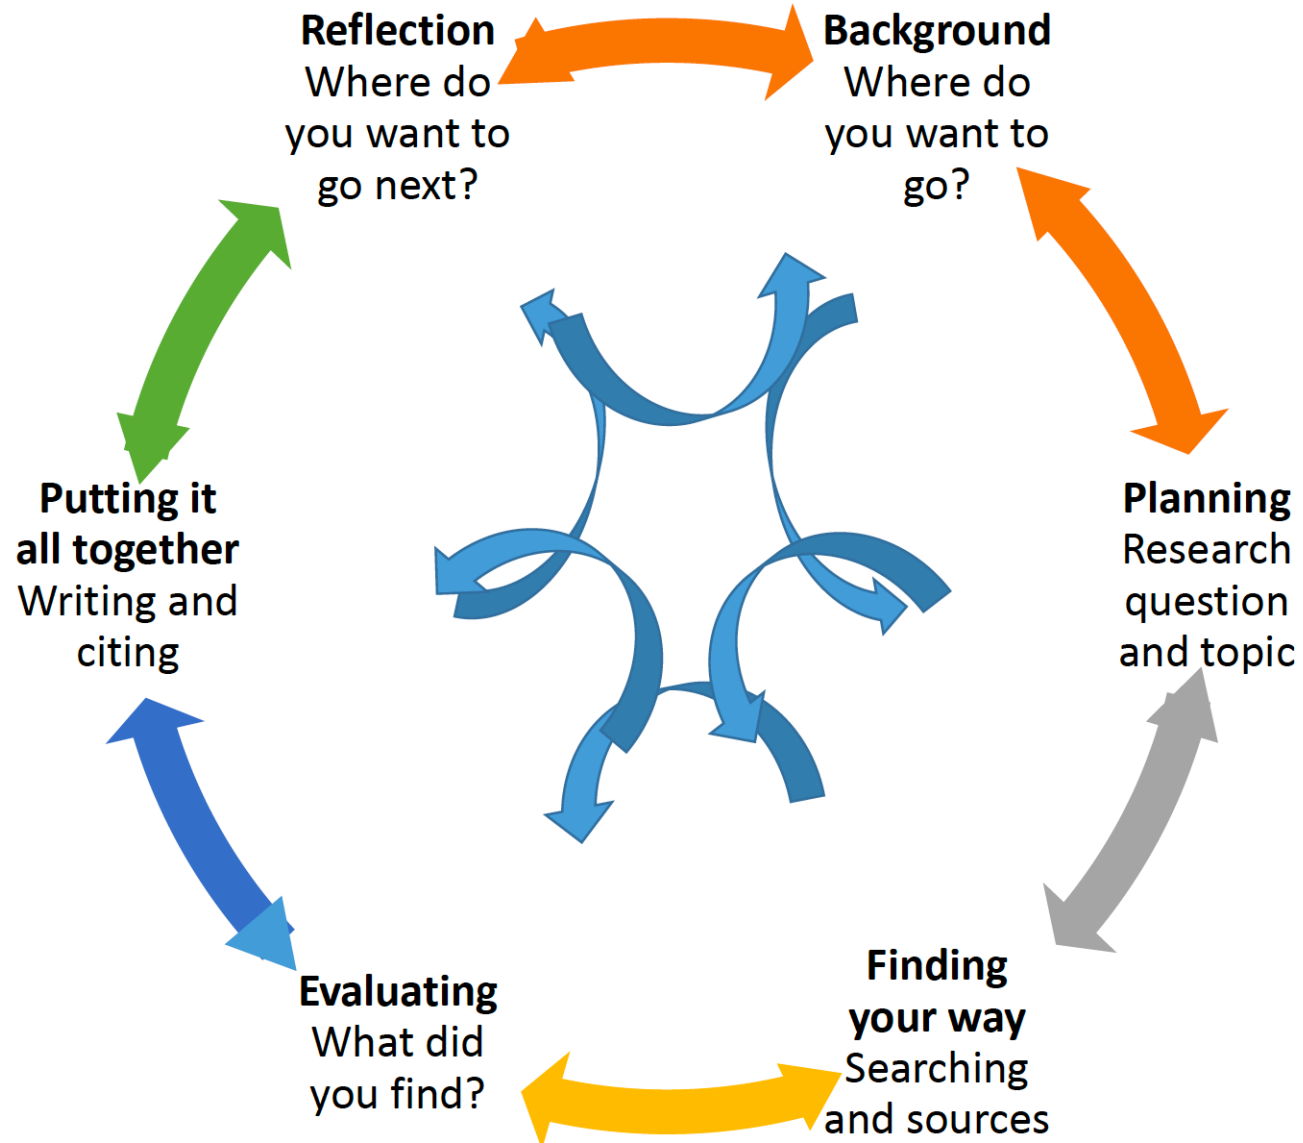 Reflection
Where do
you want to
go next?
Background
Where do
you want to
go?
Planning
Research
question
and topic
Finding
your way
Searching
and sources
Evaluating
What did
you find?
Putting it
all together
Writing and
citing